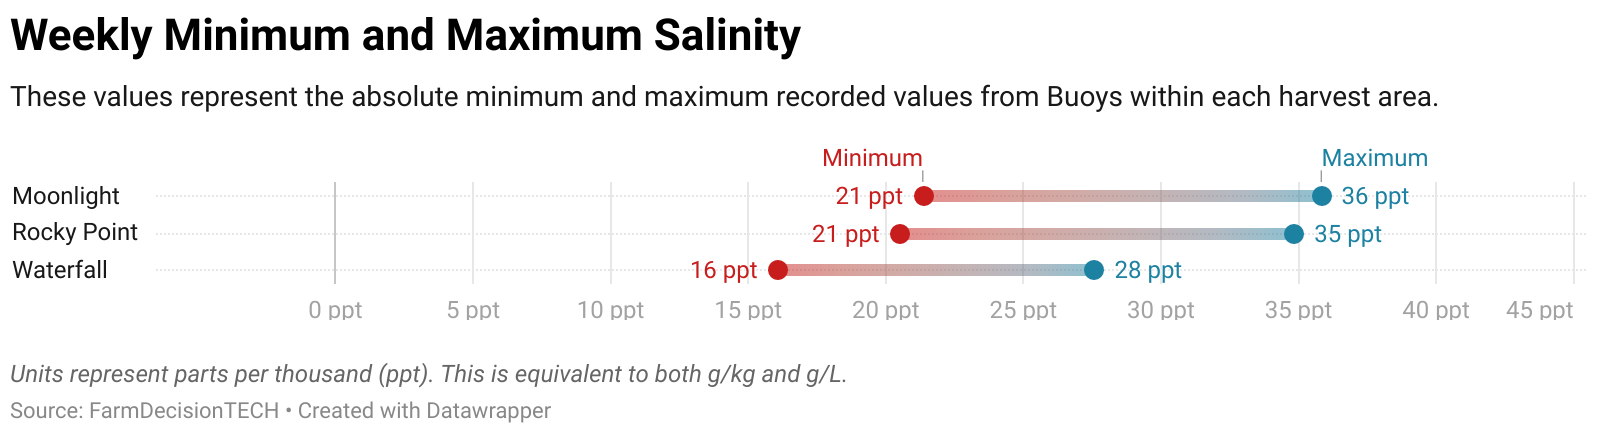 Weekly Minimum and Maximum Salinity
These values represent the absolute minimum and maximum recorded values from Buoys within each harvest area.
Minimum Maximum
Moonlight 21 ppt 36 ppt
Rocky Point 21 ppt 35 ppt
Waterfall 16 ppt 28 ppt
0 ppt 5 ppt 10 ppt 15 ppt 20 ppt 25 ppt 30 ppt 35 ppt 40 ppt 45 ppt
Units represent parts per thousand (ppt). This is equivalent to both g/kg and g/L.
Source: FarmDecisionTECH • Created with Datawrapper